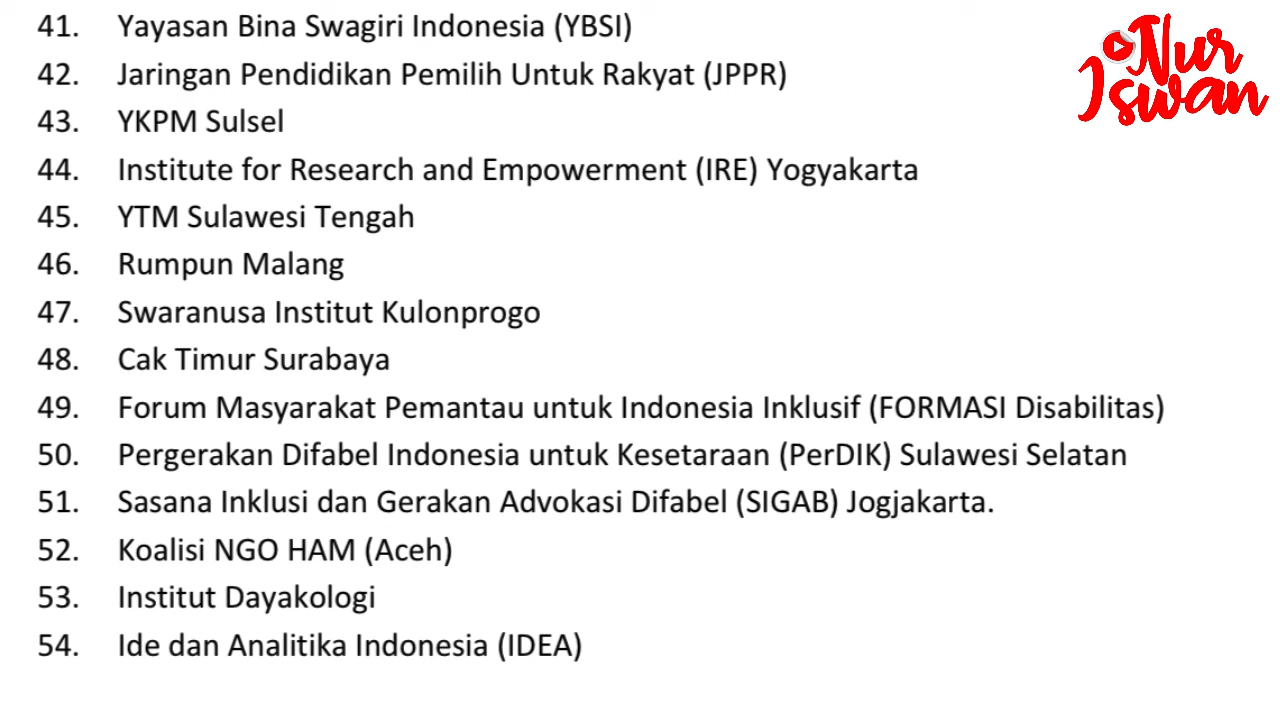 41. Yayasan Bina Swagiri Indonesia (YBSI)
42. Jaringan Pendidikan Pemilih Untuk Rakyat (JPPR)
43. YKPM Sulsel
44. Institute for Research and Empowerment (IRE) Yogyakarta
45. YTM Sulawesi Tengah
46. Rumpun Malang
47. Swaranusa Institut Kulonprogo
48. Cak Timur Surabaya
49. Forum Masyarakat Pemantau untuk Indonesia Inklusif (FORMASI Disabilitas)
50. Pergerakan Difabel Indonesia untuk Kesetaraan (PerDIK) Sulawesi Selatan
51. Sasana Inklusi dan Gerakan Advokasi Difabel (SIGAB) Jogjakarta.
52. Koalisi NGO HAM (Aceh)
53. Institut Dayakologi
54. Ide dan Analitika Indonesia (IDEA)
Nur
Iswan